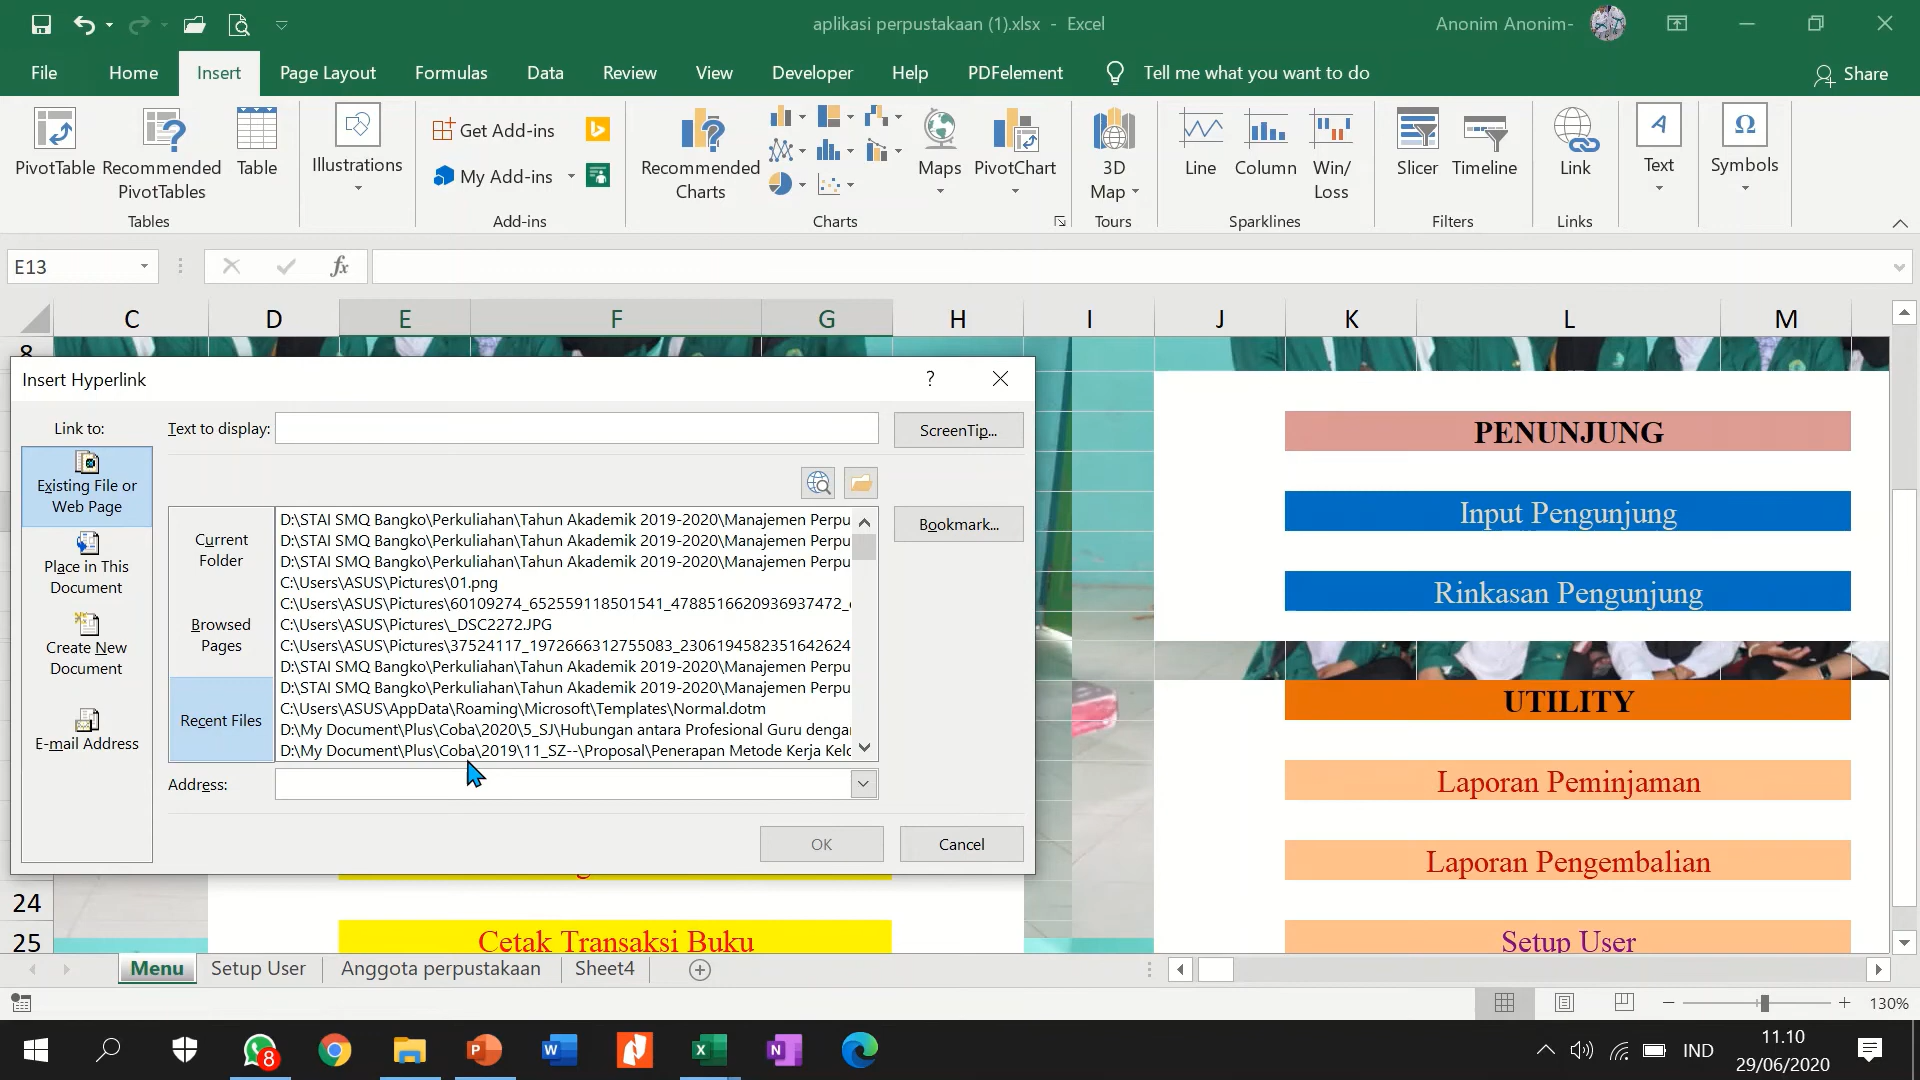 aplikasi perpustakaan (1).xlsx - Excel
Anonim Anonim-
File Home Insert Page Layout Formulas Data Review View Developer Help PDFelement Tell me what you want to do Share
PivotTable
Recommended PivotTables
Table
Tables
Illustrations
Get Add-ins
My Add-ins
Add-ins
Recommended Charts
Maps
PivotChart
Charts
3D Map
Tours
Line
Column
Win/ Loss
Sparklines
Slicer
Timeline
Filters
Link
Links
Text
Symbols
E13
fx
C D E F G H I J K L M
8
Insert Hyperlink
?
Link to:
Text to display:
ScreenTip...
Existing File or Web Page
Place in This Document
Create New Document
E-mail Address
Current Folder
Browsed Pages
Recent Files
D:\STAI SMQ Bangko\Perkuliahan\Tahun Akademik 2019-2020\Manajemen Perpu
D:\STAI SMQ Bangko\Perkuliahan\Tahun Akademik 2019-2020\Manajemen Perpu
D:\STAI SMQ Bangko\Perkuliahan\Tahun Akademik 2019-2020\Manajemen Perpu
C:\Users\ASUS\Pictures\01.png
C:\Users\ASUS\Pictures\60109274_652559118501541_4788516620936937472_
C:\Users\ASUS\Pictures\_DSC2272.JPG
C:\Users\ASUS\Pictures\37524117_1972666312755083_2306194582351642624
D:\STAI SMQ Bangko\Perkuliahan\Tahun Akademik 2019-2020\Manajemen Perpu
D:\STAI SMQ Bangko\Perkuliahan\Tahun Akademik 2019-2020\Manajemen Perpu
C:\Users\ASUS\AppData\Roaming\Microsoft\Templates\Normal.dotm
D:\My Document\Plus\Coba\2020\5_SJ\Hubungan antara Profesional Guru denga
D:\My Document\Plus\Coba\2019\11_SZ--\Proposal\Penerapan Metode Kerja Kelo
Bookmark...
Address:
OK
Cancel
PENUNJUNG
Input Pengunjung
Rinkasan Pengunjung
UTILITY
Laporan Peminjaman
Laporan Pengembalian
Setup User
24
25
Cetak Transaksi Buku
Menu Setup User Anggota perpustakaan Sheet4
130%
8
IND
11.10
29/06/2020